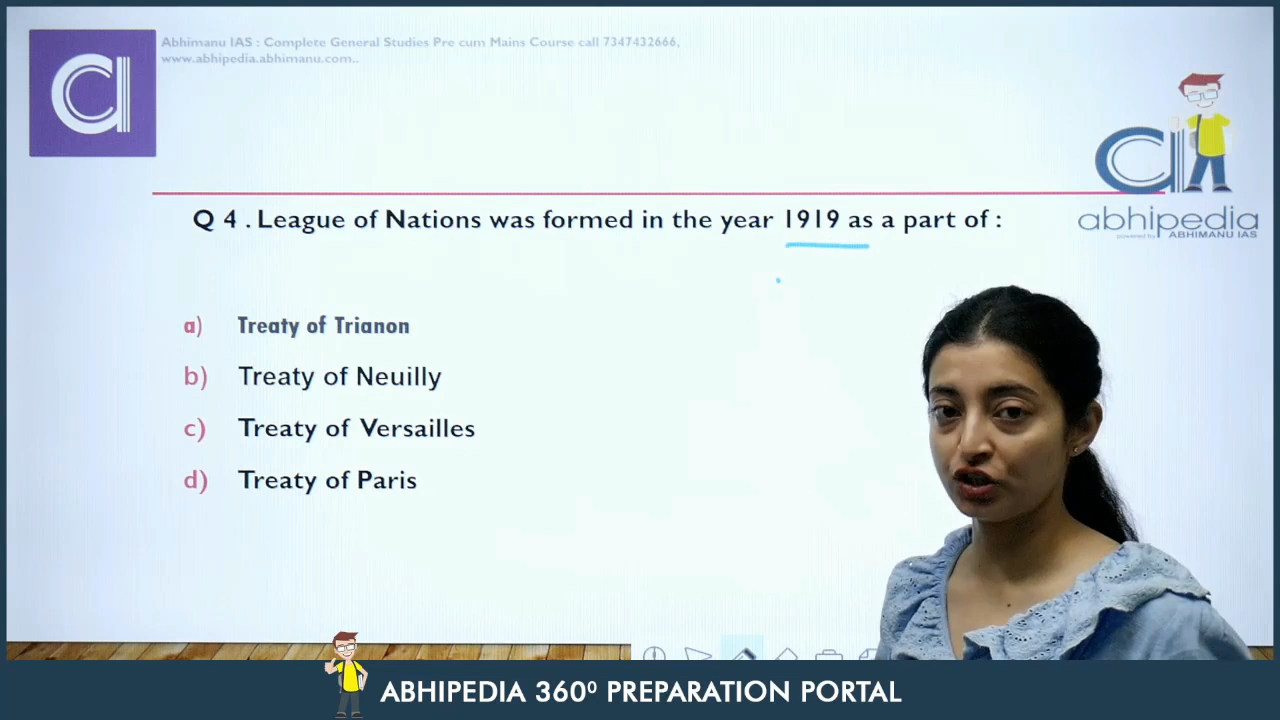 Abhimanu IAS : Complete General Studies Pre cum Mains Course call 7347432666,
www.abhipedia.abhimanu.com..
abhipedia
powered by ABHIMANU IAS
Q 4 . League of Nations was formed in the year 1919 as a part of :
a) Treaty of Trianon
b) Treaty of Neuilly
c) Treaty of Versailles
d) Treaty of Paris
ABHIPEDIA 360⁰ PREPARATION PORTAL